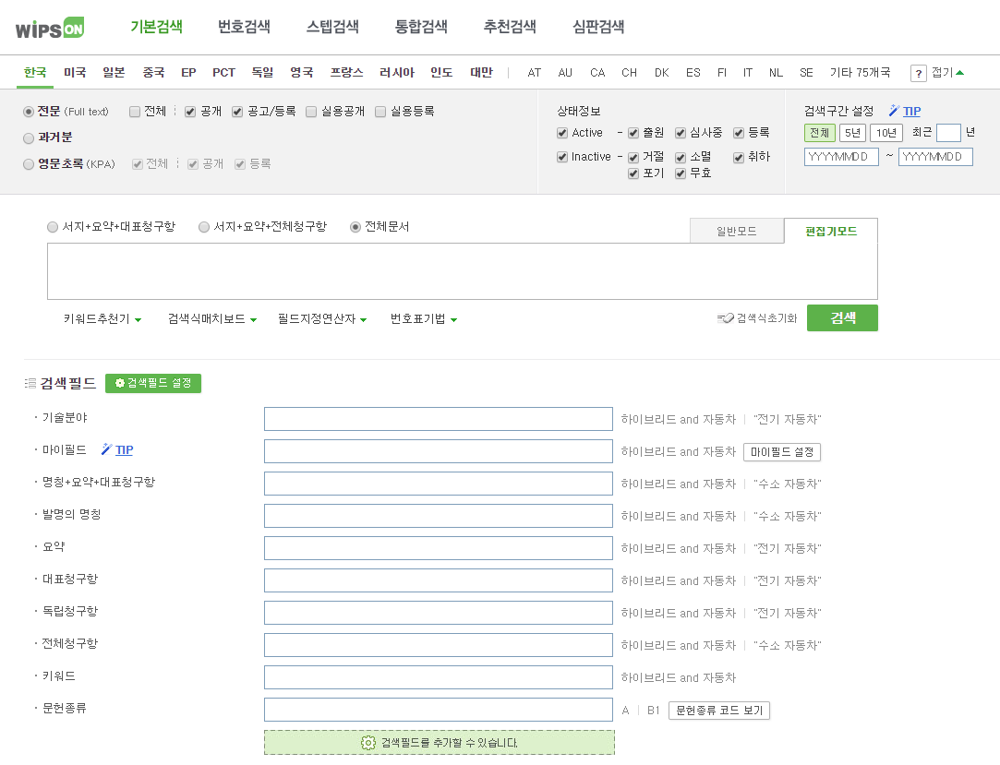 WIPS ON 기본검색 번호검색 스텝검색 통합검색 추천검색 심판검색
한국 미국 일본 중국 EP PCT 독일 영국 프랑스 러시아 인도 대만 | AT AU CA CH DK ES FI IT NL SE 기타 75개국 ? 접기
전문 (Full text) 전체 공개 공고/등록 실용공개 실용등록
과거분
영문초록 (KPA) 전체 공개 등록
상태정보
Active - 출원 심사중 등록
Inactive - 거절 소멸 취하
포기 무효
검색구간 설정 TIP
전체 5년 10년 최근 년
YYYYMMDD ~ YYYYMMDD
서지+요약+대표청구항 서지+요약+전체청구항 전체문서
일반모드 편집기모드
키워드추천기 검색식매치보드 필드지정연산자 번호표기법 검색식초기화 검색
검색필드 검색필드 설정
· 기술분야 하이브리드 and 자동차 | "전기 자동차"
· 마이필드 TIP 하이브리드 and 자동차 마이필드 설정
· 명칭+요약+대표청구항 하이브리드 and 자동차 | "수소 자동차"
· 발명의 명칭 하이브리드 and 자동차 | "수소 자동차"
· 요약 하이브리드 and 자동차 | "전기 자동차"
· 대표청구항 하이브리드 and 자동차 | "전기 자동차"
· 독립청구항 하이브리드 and 자동차 | "전기 자동차"
· 전체청구항 하이브리드 and 자동차 | "수소 자동차"
· 키워드 하이브리드 and 자동차
· 문헌종류 A | B1 문헌종류 코드 보기
검색필드를 추가할 수 있습니다.